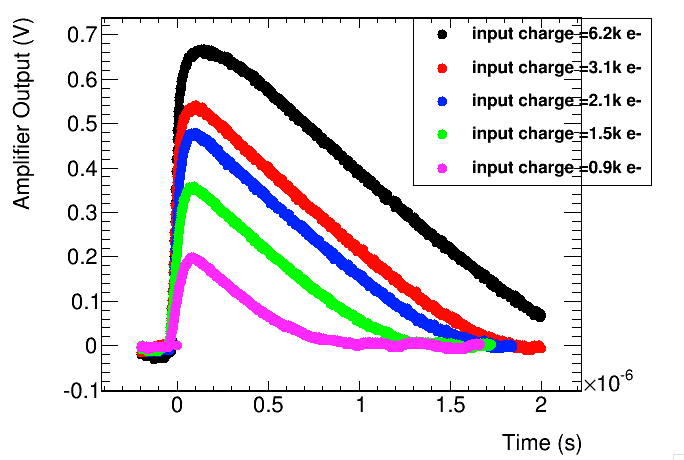 Amplifier Output (V)
0.7
0.6
0.5
0.4
0.3
0.2
0.1
0
-0.1
input charge =6.2k e-
input charge =3.1k e-
input charge =2.1k e-
input charge =1.5k e-
input charge =0.9k e-
0 0.5 1 1.5 2
×10-6
Time (s)